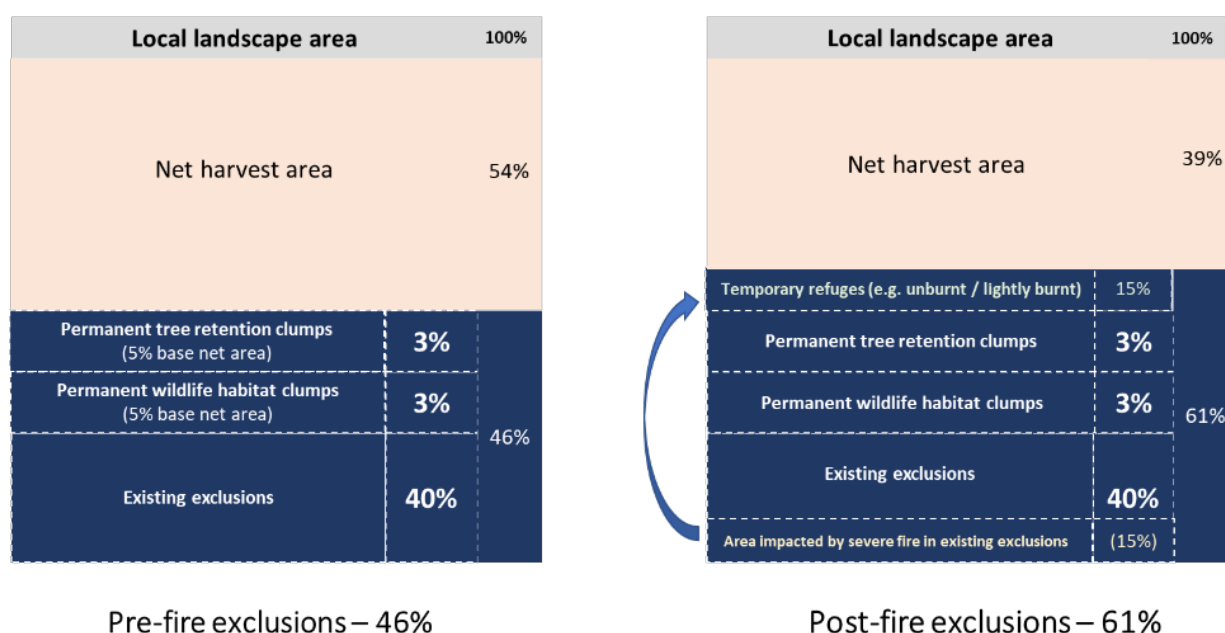 Local landscape area 100%
Net harvest area 54%
Permanent tree retention clumps
(5% base net area)
3%
Permanent wildlife habitat clumps
(5% base net area)
3%
46%
Existing exclusions 40%
Pre-fire exclusions – 46%
Local landscape area 100%
Net harvest area 39%
Temporary refuges (e.g. unburnt / lightly burnt) 15%
Permanent tree retention clumps 3%
Permanent wildlife habitat clumps 3%
61%
Existing exclusions
40%
Area impacted by severe fire in existing exclusions (15%)
Post-fire exclusions – 61%